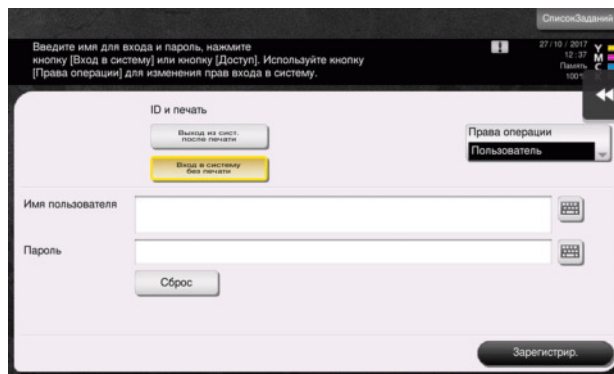 СписокЗаданий
Введите имя для входа и пароль, нажмите
кнопку [Вход в систему] или кнопку [Доступ]. Используйте кнопку
[Права операции] для изменения прав входа в систему.
27/10/2017
12:37
Память
100%
Y
M
C
K
ID и печать
Выход из сист.
после печати
Вход в систему
без печати
Права операции
Пользователь
Имя пользователя
Пароль
Сброс
Зарегистрир.